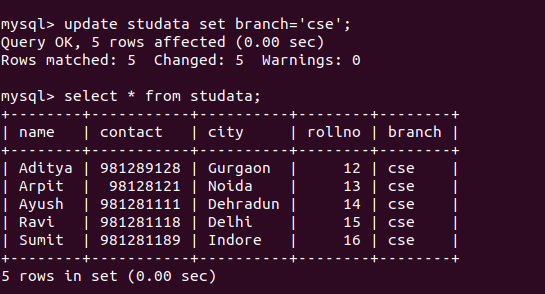 mysql> update studata set branch='cse';
Query OK, 5 rows affected (0.00 sec)
Rows matched: 5  Changed: 5  Warnings: 0

mysql> select * from studata;
+--------+-----------+----------+--------+--------+
| name   | contact   | city     | rollno | branch |
+--------+-----------+----------+--------+--------+
| Aditya | 981289128 | Gurgaon  |     12 | cse    |
| Arpit  |  98128121 | Noida    |     13 | cse    |
| Ayush  | 981281111 | Dehradun |     14 | cse    |
| Ravi   | 981281118 | Delhi    |     15 | cse    |
| Sumit  | 981281189 | Indore   |     16 | cse    |
+--------+-----------+----------+--------+--------+
5 rows in set (0.00 sec)